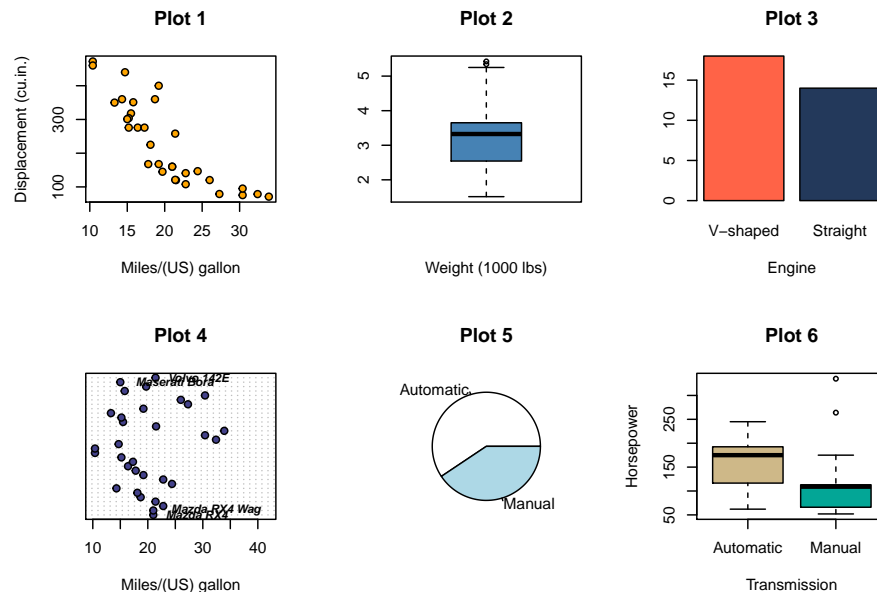 Plot 1
Displacement (cu.in.)
100
300
10
15
20
25
30
Miles/(US) gallon
Plot 2
5
4
3
2
Weight (1000 lbs)
Plot 3
15
10
5
0
V−shaped
Straight
Engine
Plot 4
Volvo 142E
Maserati Bora
Mazda RX4 Wag
Mazda RX4
10
20
30
40
Miles/(US) gallon
Plot 5
Automatic
Manual
Plot 6
Horsepower
250
150
50
Automatic
Manual
Transmission